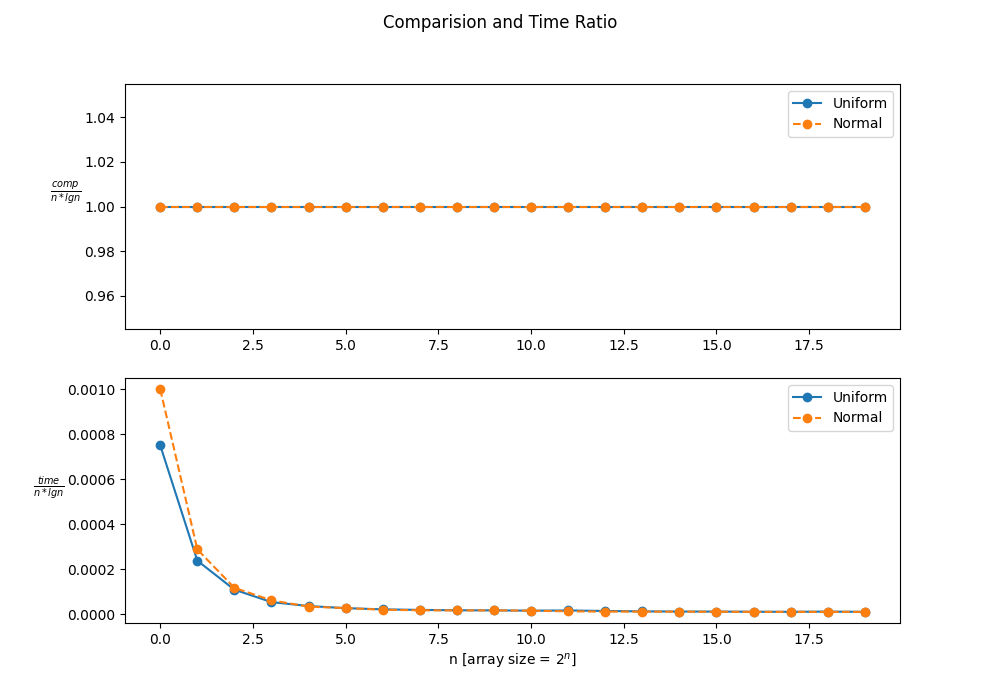 Comparision and Time Ratio
1.04
1.02
1.00
0.98
0.96
comp
n * lgn
Uniform
Normal
0.0 2.5 5.0 7.5 10.0 12.5 15.0 17.5
0.0010
0.0008
0.0006
0.0004
0.0002
0.0000
time
n * lgn
Uniform
Normal
0.0 2.5 5.0 7.5 10.0 12.5 15.0 17.5
n [array size = 2^n]